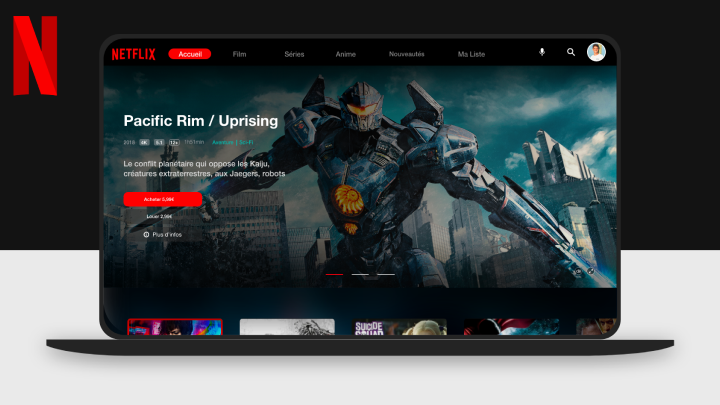 NETFLIX
Accueil
Film
Séries
Anime
Nouveautés
Ma Liste
Pacific Rim / Uprising
2018 4K 5.1 12+ 1h51min Aventure | Sci-Fi
Le conflit planétaire qui oppose les Kaiju,
créatures extraterrestres, aux Jaegers, robots
Acheter 5,99€
Louer 2,99€
Plus d'infos
SUICIDE
SQUAD